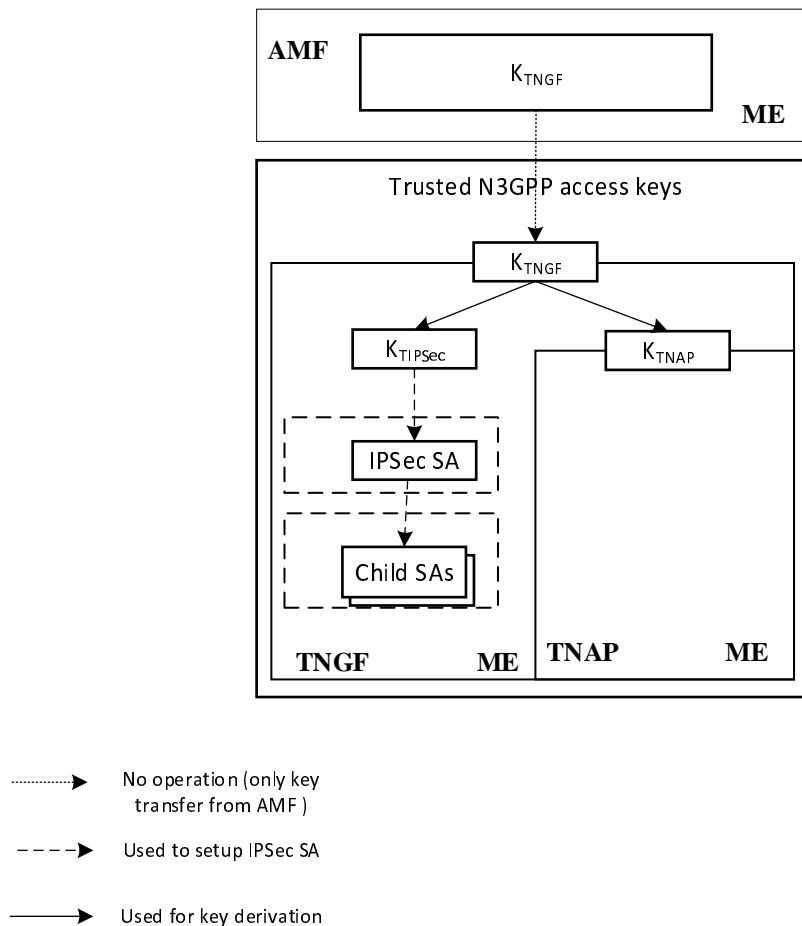 AMF
KTNGF
ME
Trusted N3GPP access keys
KTNGF
KTIPSec
KTNAP
IPSec SA
Child SAs
TNGF
ME
TNAP
ME
No operation (only key
transfer from AMF )
Used to setup IPSec SA
Used for key derivation